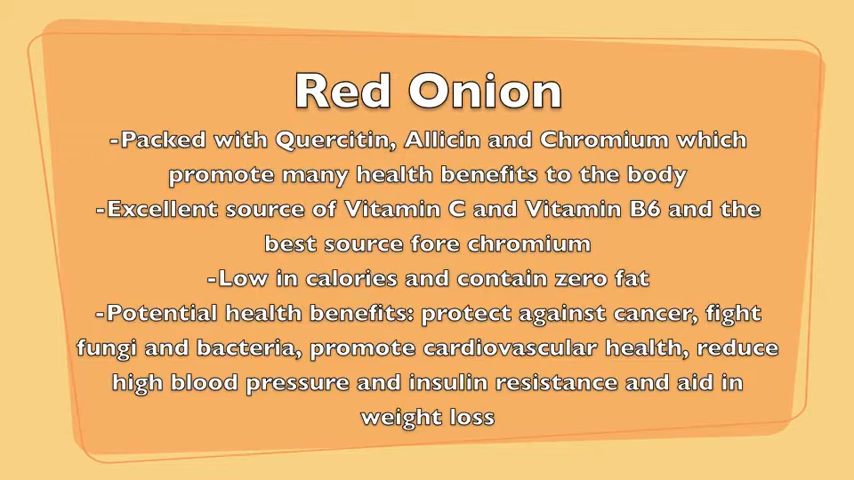 Red Onion
-Packed with Quercitin, Allicin and Chromium which
promote many health benefits to the body
-Excellent source of Vitamin C and Vitamin B6 and the
best source fore chromium
-Low in calories and contain zero fat
-Potential health benefits: protect against cancer, fight
fungi and bacteria, promote cardiovascular health, reduce
high blood pressure and insulin resistance and aid in
weight loss